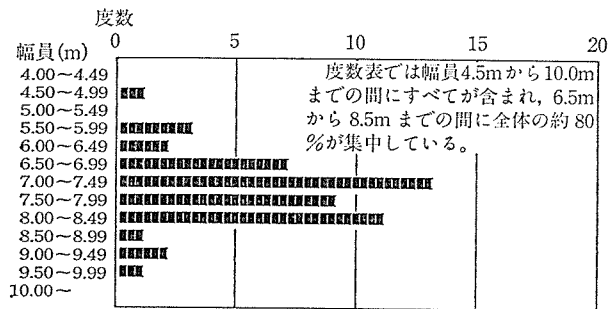 度数
幅員(m)
0 5 10 15 20
4.00～4.49
4.50～4.99
5.00～5.49
5.50～5.99
6.00～6.49
6.50～6.99
7.00～7.49
7.50～7.99
8.00～8.49
8.50～8.99
9.00～9.49
9.50～9.99
10.00～
度数表では幅員4.5mから10.0m
までの間にすべてが含まれ，6.5m
から8.5mまでの間に全体の約80
％が集中している。